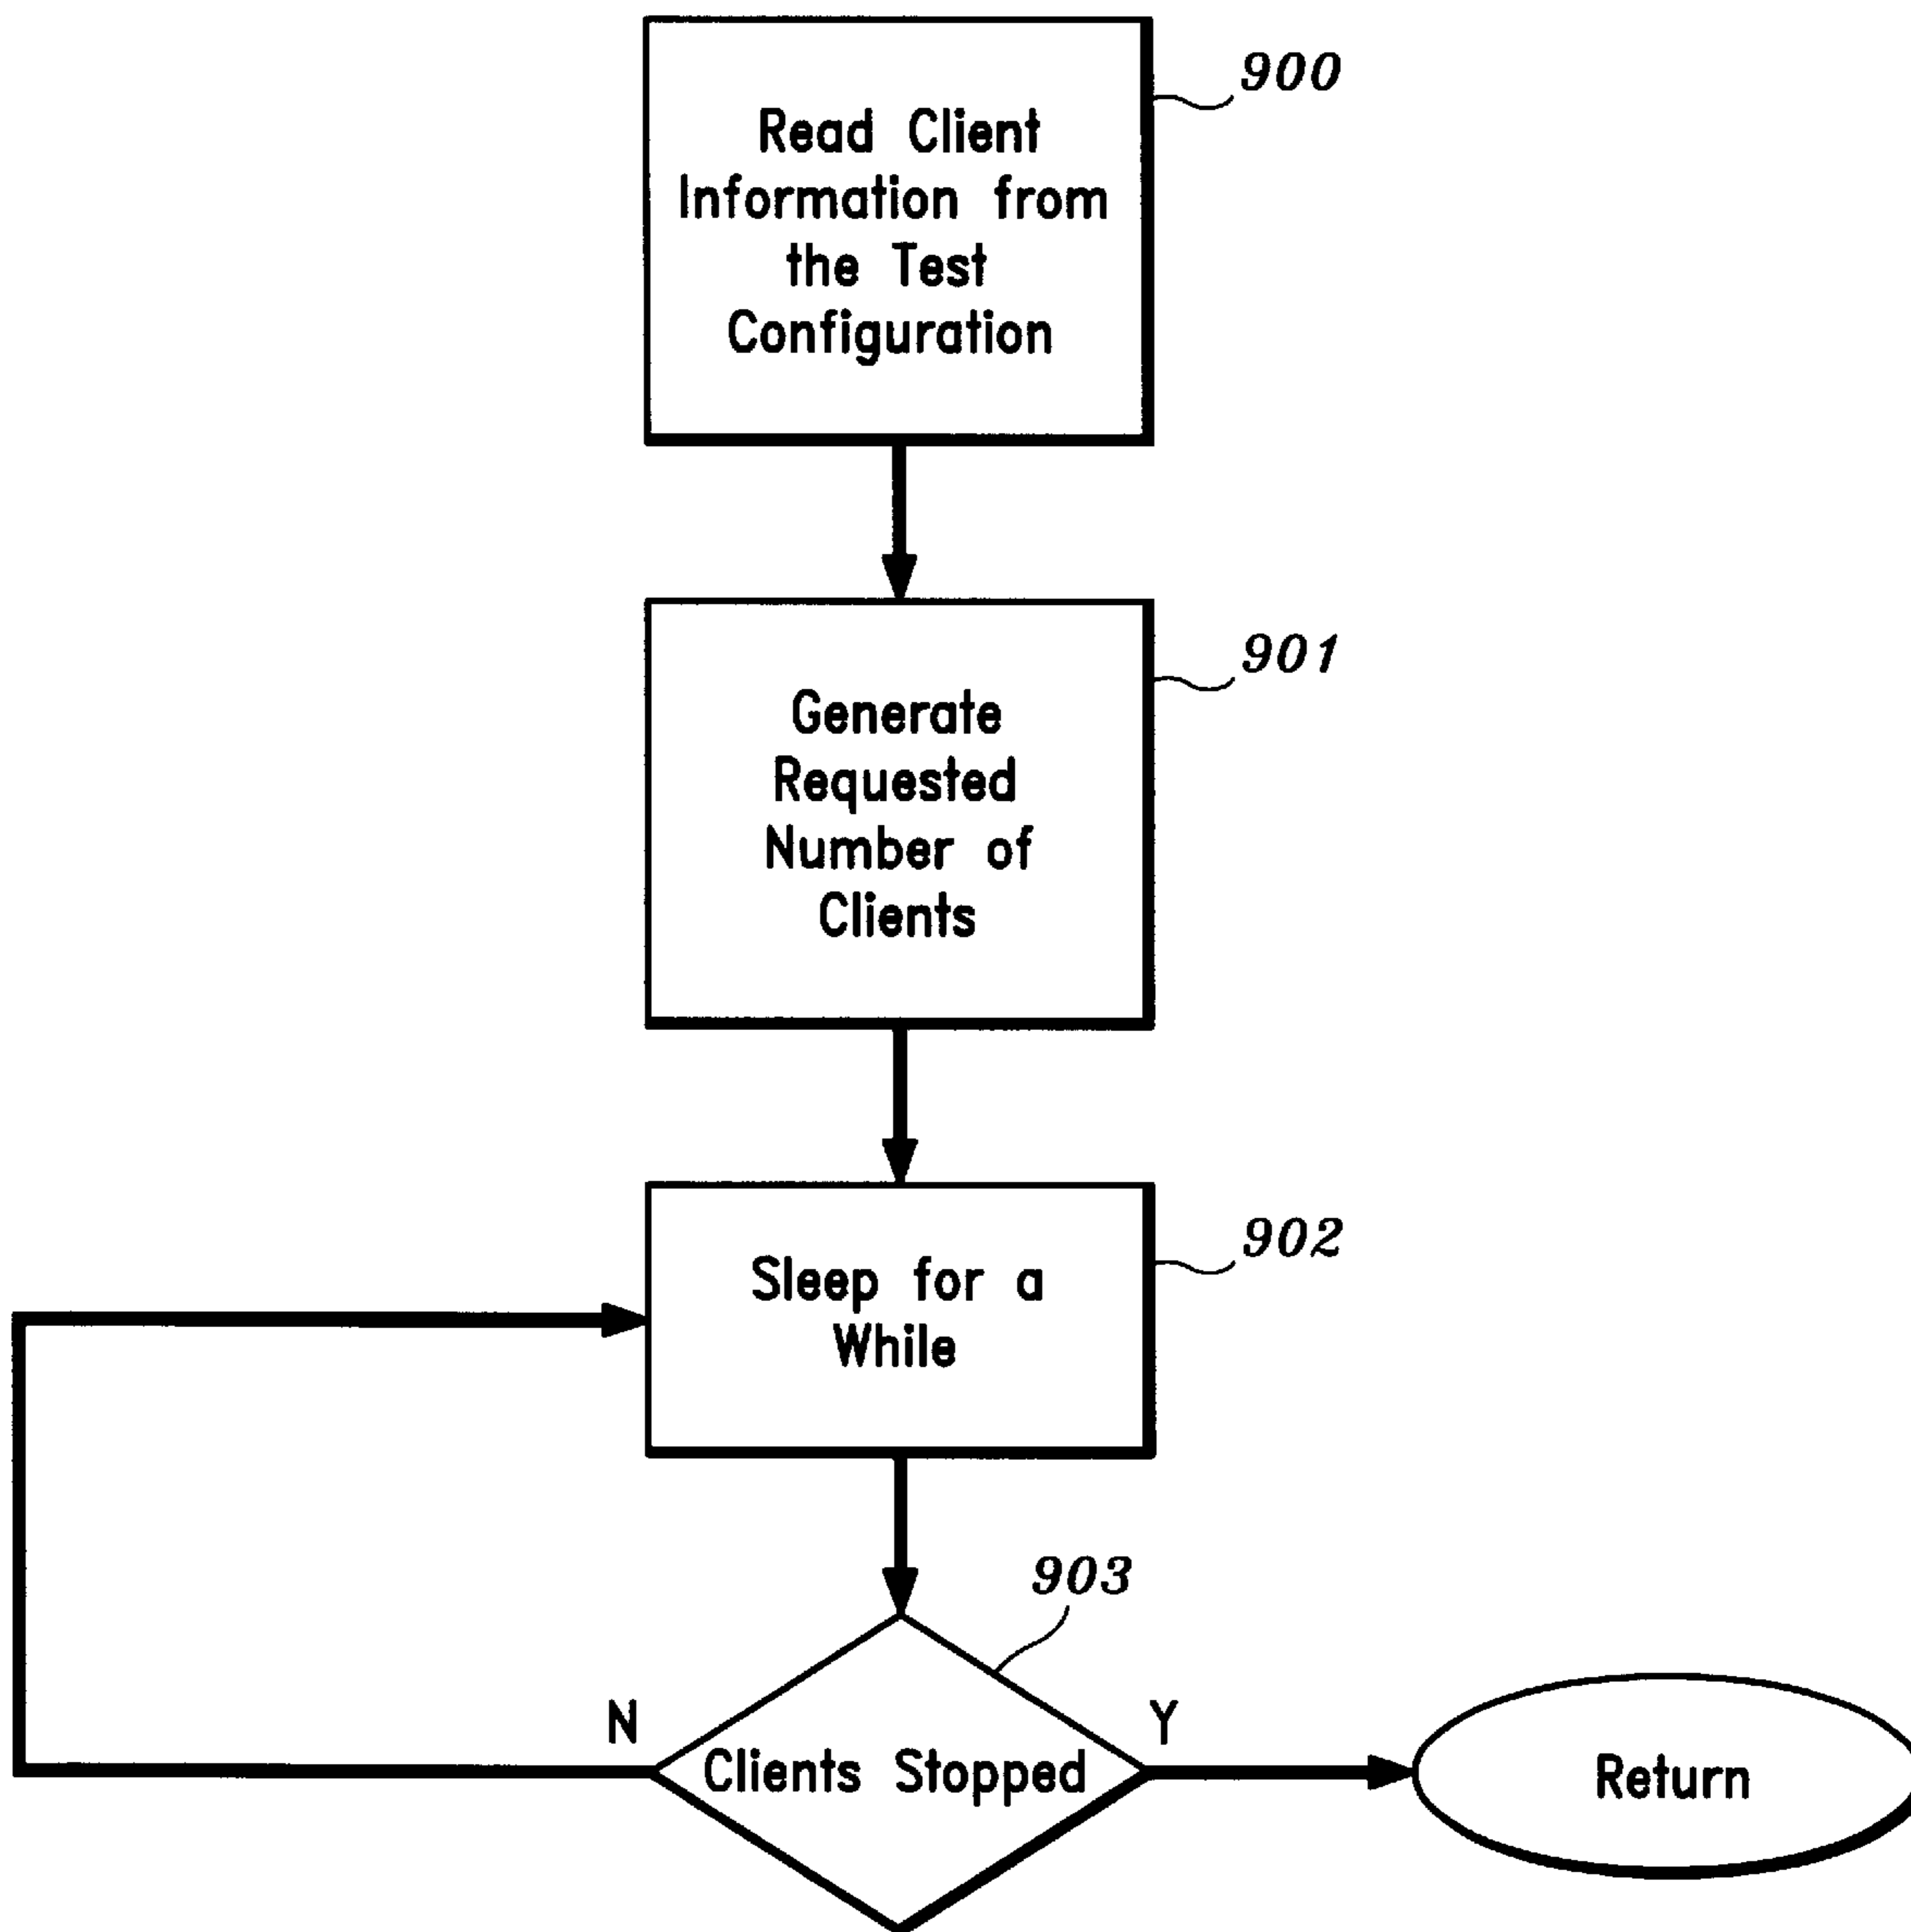 900
Read Client
Information from
the Test
Configuration
901
Generate
Requested
Number of
Clients
902
Sleep for a
While
903
N
Clients Stopped
Y
Return